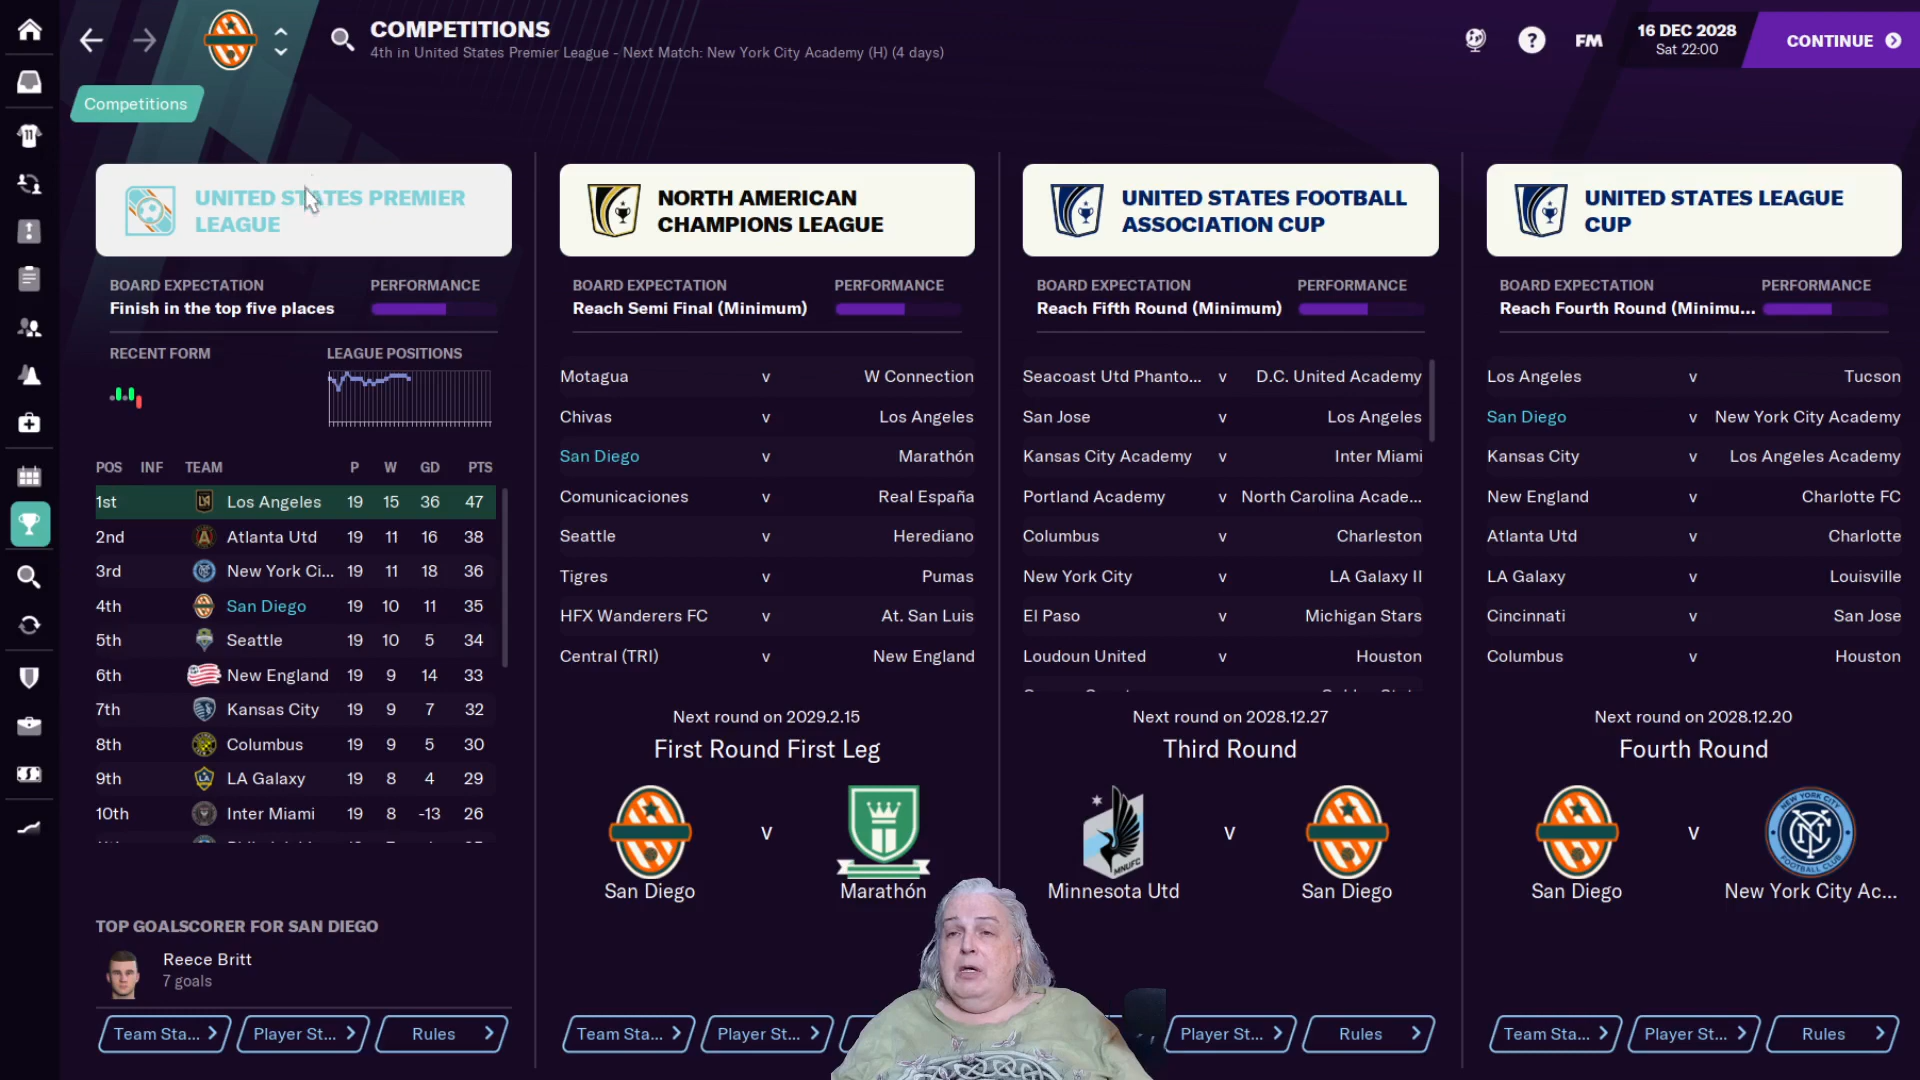 COMPETITIONS
4th in United States Premier League - Next Match: New York City Academy (H) (4 days)
FM
16 DEC 2028
Sat 22:00
CONTINUE
Competitions
UNITED STATES PREMIER
LEAGUE
BOARD EXPECTATION
PERFORMANCE
Finish in the top five places
RECENT FORM
LEAGUE POSITIONS
POS INF TEAM P W GD PTS
1st Los Angeles 19 15 36 47
2nd Atlanta Utd 19 11 16 38
3rd New York Ci... 19 11 18 36
4th San Diego 19 10 11 35
5th Seattle 19 10 5 34
6th New England 19 9 14 33
7th Kansas City 19 9 7 32
8th Columbus 19 9 5 30
9th LA Galaxy 19 8 4 29
10th Inter Miami 19 8 -13 26
TOP GOALSCORER FOR SAN DIEGO
Reece Britt
7 goals
Team Sta... Player St... Rules
NORTH AMERICAN
CHAMPIONS LEAGUE
BOARD EXPECTATION
PERFORMANCE
Reach Semi Final (Minimum)
Motagua v W Connection
Chivas v Los Angeles
San Diego v Marathón
Comunicaciones v Real España
Seattle v Herediano
Tigres v Pumas
HFX Wanderers FC v At. San Luis
Central (TRI) v New England
Next round on 2029.2.15
First Round First Leg
v
San Diego Marathón
Team Sta... Player St...
UNITED STATES FOOTBALL
ASSOCIATION CUP
BOARD EXPECTATION
PERFORMANCE
Reach Fifth Round (Minimum)
Seacoast Utd Phanto... v D.C. United Academy
San Jose v Los Angeles
Kansas City Academy v Inter Miami
Portland Academy v North Carolina Acade...
Columbus v Charleston
New York City v LA Galaxy II
El Paso v Michigan Stars
Loudoun United v Houston
Next round on 2028.12.27
Third Round
MNUFC
v
Minnesota Utd San Diego
Player St... Rules
UNITED STATES LEAGUE
CUP
BOARD EXPECTATION
PERFORMANCE
Reach Fourth Round (Minimu...
Los Angeles v Tucson
San Diego v New York City Academy
Kansas City v Los Angeles Academy
New England v Charlotte FC
Atlanta Utd v Charlotte
LA Galaxy v Louisville
Cincinnati v San Jose
Columbus v Houston
Next round on 2028.12.20
Fourth Round
v
NEW YORK CITY
FOOTBALL CLUB
San Diego New York City Ac...
Team Sta... Player St... Rules